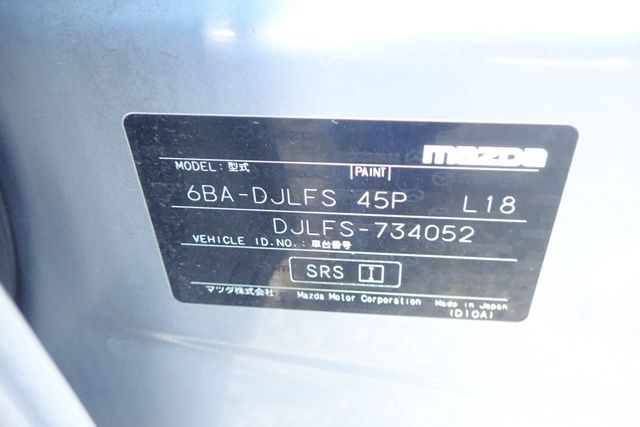 mazda
MODEL: 型式 PAINT
6BA-DJLFS 45P L18
DJLFS-734052
VEHICLE ID.NO.: 車台番号
SRS I
マツダ株式会社 Mazda Motor Corporation Made in Japan
(D10A)